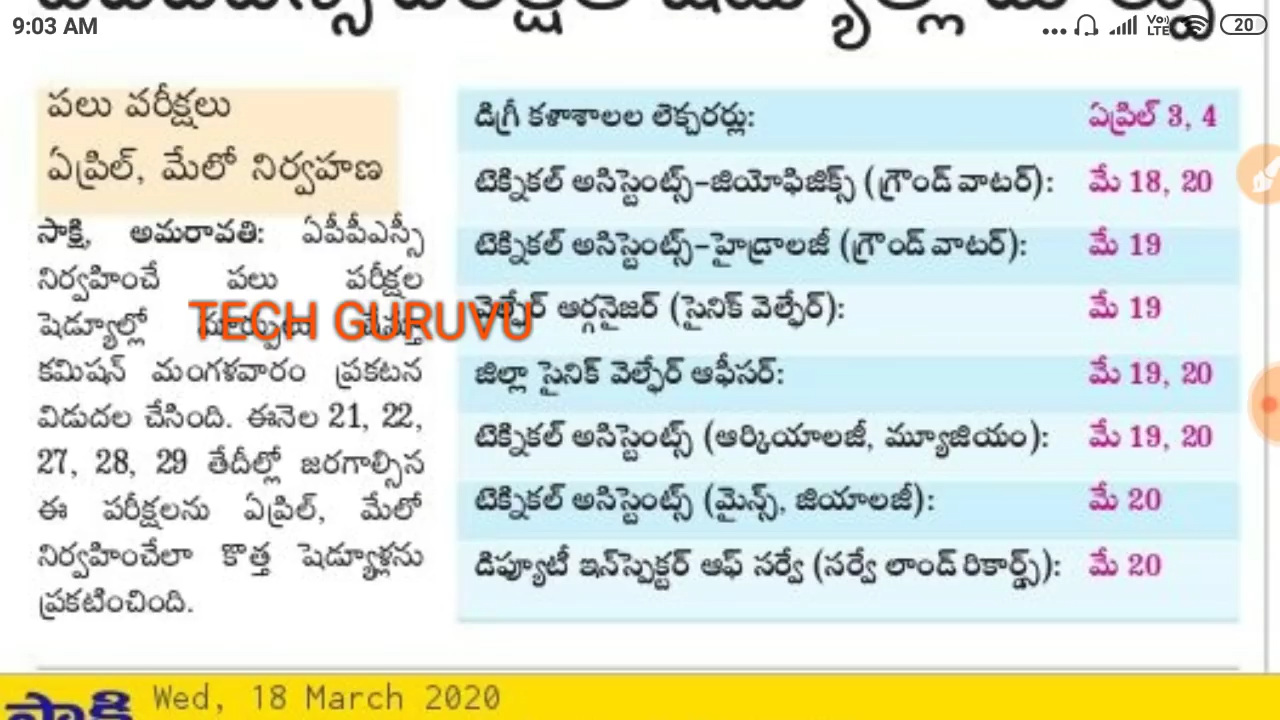 9:03 AM
Vo) LTE 20
పలు పరీక్షలు
ఏప్రిల్, మేలో నిర్వహణ
సాక్షి, అమరావతి: ఏపీపీఎస్సీ
నిర్వహించే పలు పరీక్షల
షెడ్యూల్లో
TECH GURUVU
కమిషన్ మంగళవారం ప్రకటన
విడుదల చేసింది. ఈనెల 21, 22,
27, 28, 29 తేదీల్లో జరగాల్సిన
ఈ పరీక్షలను ఏప్రిల్, మేలో
నిర్వహించేలా కొత్త షెడ్యూళ్లను
ప్రకటించింది.
డిగ్రీ కళాశాలల లెక్చరర్లు: ఏప్రిల్ 3, 4
టెక్నికల్ అసిస్టెంట్స్-జియోఫిజిక్స్ (గ్రౌండ్ వాటర్): మే 18, 20
టెక్నికల్ అసిస్టెంట్స్-హైడ్రాలజీ (గ్రౌండ్ వాటర్): మే 19
వెల్ఫేర్ ఆర్గనైజర్ (సైనిక్ వెల్ఫేర్): మే 19
జిల్లా సైనిక్ వెల్ఫేర్ ఆఫీసర్: మే 19, 20
టెక్నికల్ అసిస్టెంట్స్ (ఆర్కియాలజీ, మ్యూజియం): మే 19, 20
టెక్నికల్ అసిస్టెంట్స్ (మైన్స్, జియాలజీ): మే 20
డిప్యూటీ ఇన్‌స్పెక్టర్ ఆఫ్ సర్వే (సర్వే లాండ్ రికార్డ్స్): మే 20
సాక్షి Wed, 18 March 2020